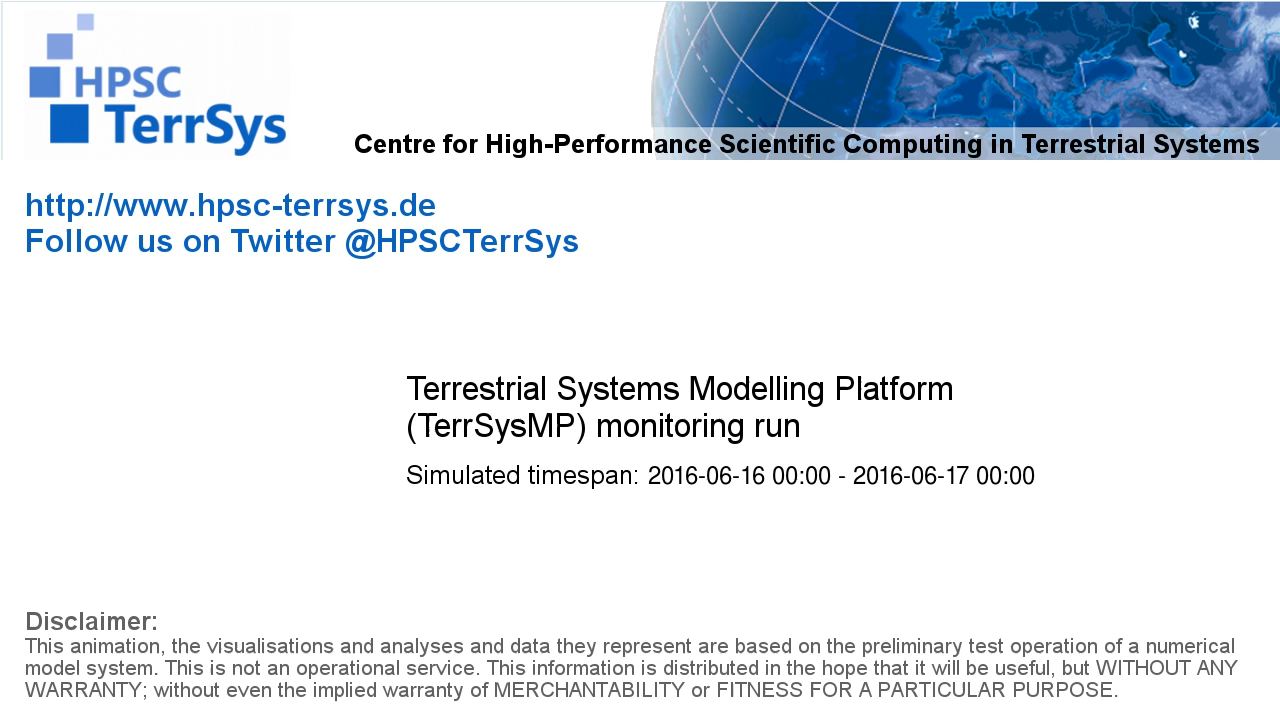 HPSC
TerrSys
Centre for High-Performance Scientific Computing in Terrestrial Systems
http://www.hpsc-terrsys.de
Follow us on Twitter @HPSCTerrSys
Terrestrial Systems Modelling Platform
(TerrSysMP) monitoring run
Simulated timespan: 2016-06-16 00:00 - 2016-06-17 00:00
Disclaimer:
This animation, the visualisations and analyses and data they represent are based on the preliminary test operation of a numerical
model system. This is not an operational service. This information is distributed in the hope that it will be useful, but WITHOUT ANY
WARRANTY; without even the implied warranty of MERCHANTABILITY or FITNESS FOR A PARTICULAR PURPOSE.